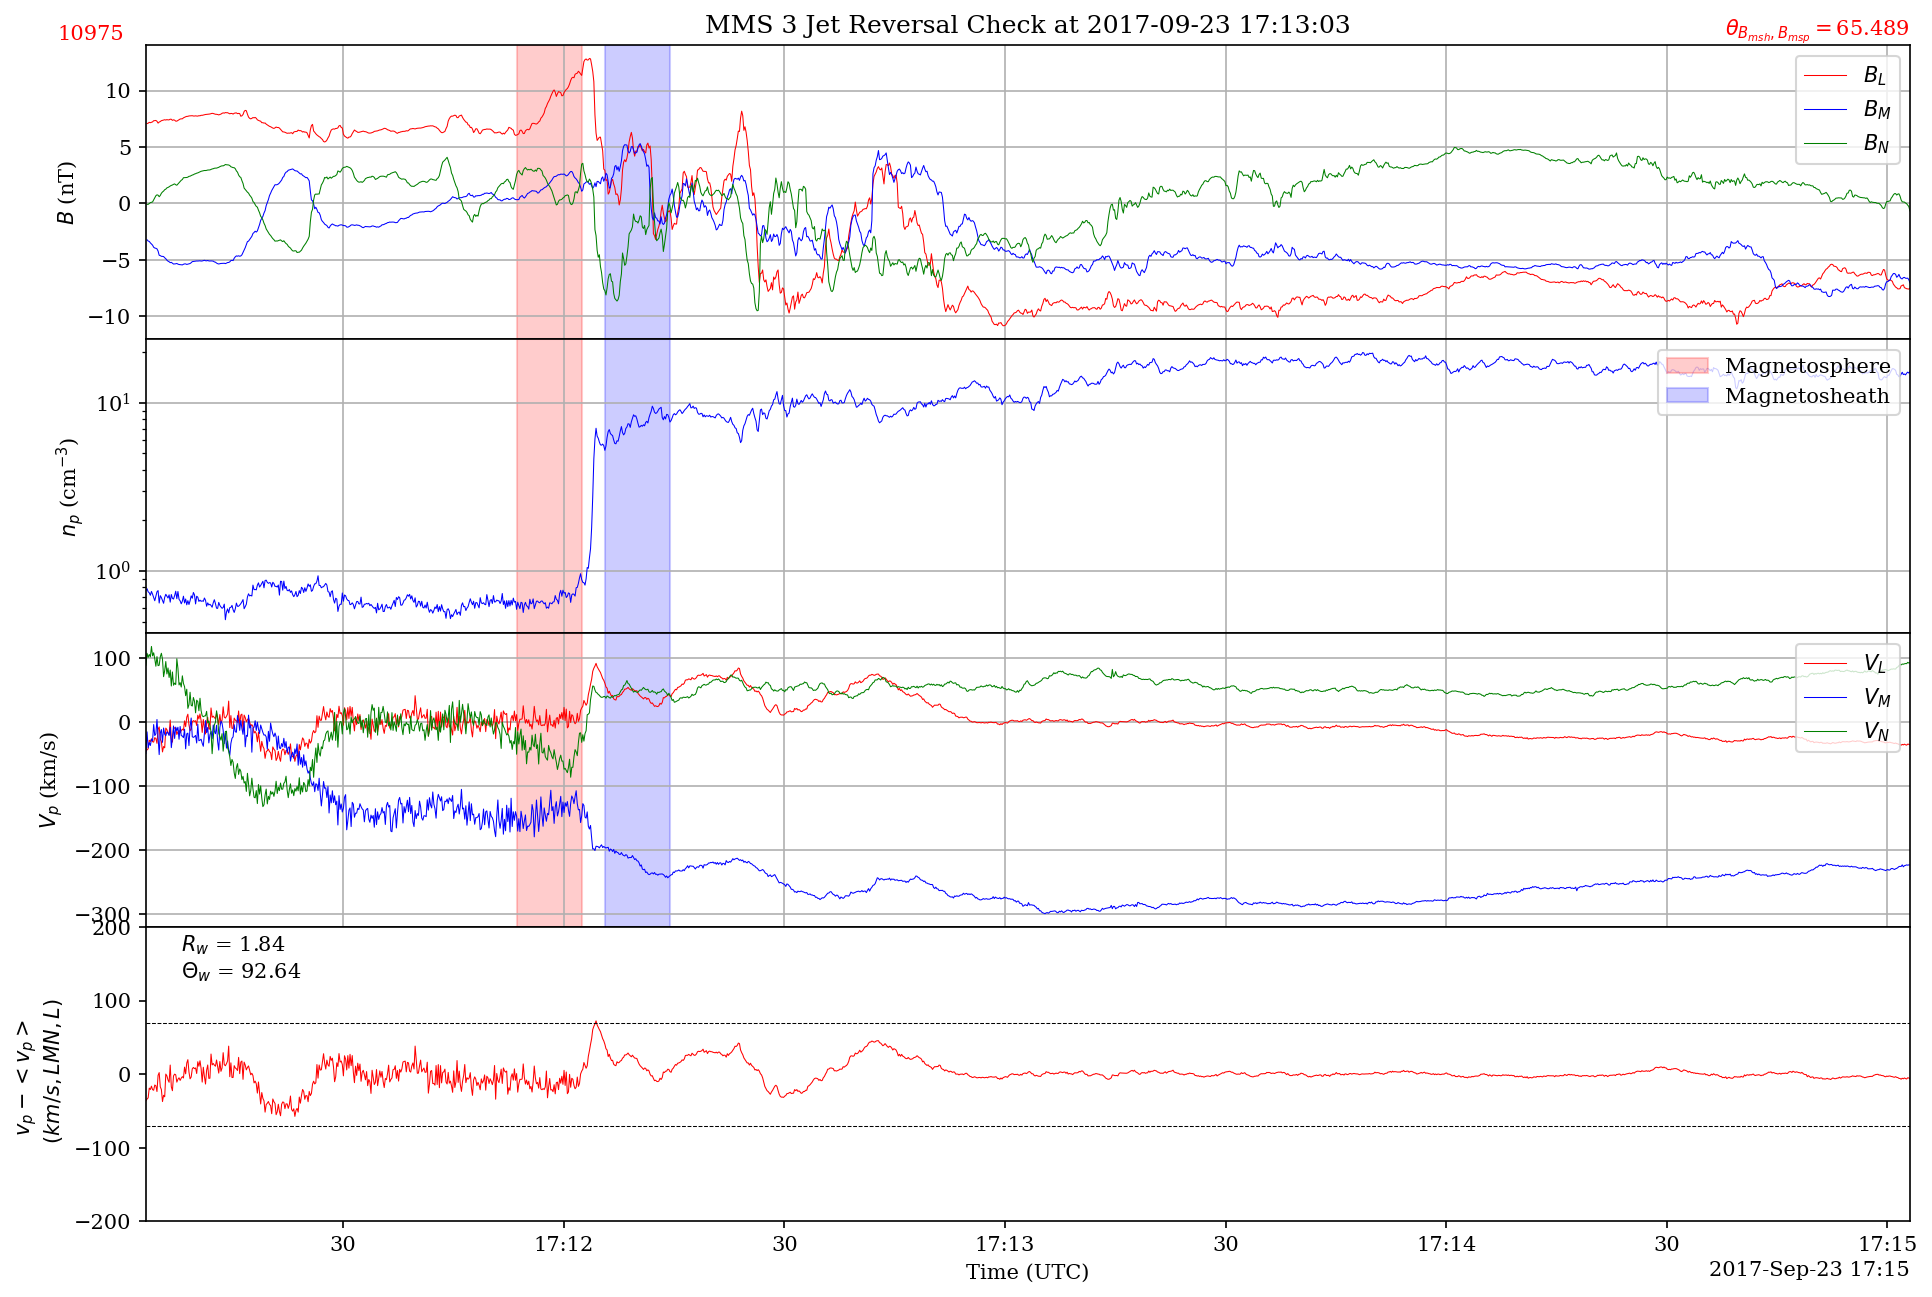 10975
MMS 3 Jet Reversal Check at 2017-09-23 17:13:03
θ_{B_{msh}, B_{msp}} = 65.489
10
5
0
−5
−10
B (nT)
B_L
B_M
B_N
10^1
10^0
n_p (cm^{−3})
Magnetosphere
Magnetosheath
100
0
−100
−200
−300
V_p (km/s)
V_L
V_M
V_N
200
100
0
−100
−200
v_p − < v_p >
(km/s, LMN, L)
R_w = 1.84
Θ_w = 92.64
30
17:12
30
17:13
30
17:14
30
17:15
Time (UTC)
2017-Sep-23 17:15